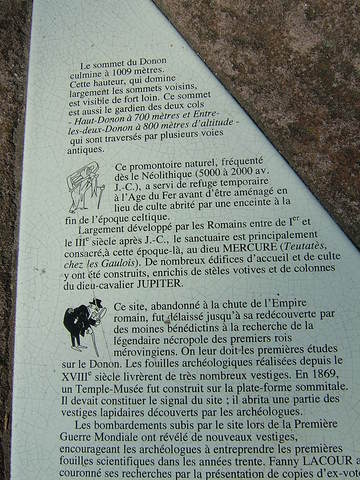 Le sommet du Donon
culmine à 1009 mètres.
Cette hauteur, qui domine
largement les sommets voisins,
est visible de fort loin. Ce sommet
est aussi le gardien des deux cols
- Haut-Donon à 700 mètres et Entre-
les-deux-Donon à 800 mètres d'altitude -
qui sont traversés par plusieurs voies
antiques.
Ce promontoire naturel, fréquenté
dès le Néolithique (5000 à 2000 av.
J.-C.), a servi de refuge temporaire
à l'Age du Fer avant d'être aménagé en
lieu de culte abrité par une enceinte à la
fin de l'époque celtique.
Largement développé par les Romains entre de Ier et
le IIIe siècle après J.-C., le sanctuaire est principalement
consacré, à cette époque-là, au dieu MERCURE (Teutatès,
chez les Gaulois). De nombreux édifices d'accueil et de culte
y ont été construits, enrichis de stèles votives et de colonnes
du dieu-cavalier JUPITER.
Ce site, abandonné à la chute de l'Empire
romain, fut délaissé jusqu'à sa redécouverte par
des moines bénédictins à la recherche de la
légendaire nécropole des premiers rois
mérovingiens. On leur doit les premières études
sur le Donon. Les fouilles archéologiques réalisées depuis le
XVIIIe siècle livrèrent de très nombreux vestiges. En 1869,
un Temple-Musée fut construit sur la plate-forme sommitale.
Il devait constituer le signal du site ; il abrita une partie des
vestiges lapidaires découverts par les archéologues.
Les bombardements subis par le site lors de la Première
Guerre Mondiale ont révélé de nouveaux vestiges,
encourageant les archéologues à entreprendre les premières
fouilles scientifiques dans les années trente. Fanny LACOUR a
couronné ses recherches par la présentation de copies d'ex-voto